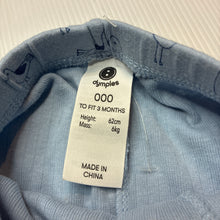 dymples
000
TO FIT 3 MONTHS
Height: 62cm
Mass: 6kg
MADE IN
CHINA